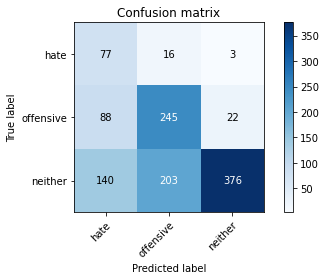 Confusion matrix
hate 77 16 3
offensive 88 245 22
neither 140 203 376
hate offensive neither
True label
Predicted label
350
300
250
200
150
100
50